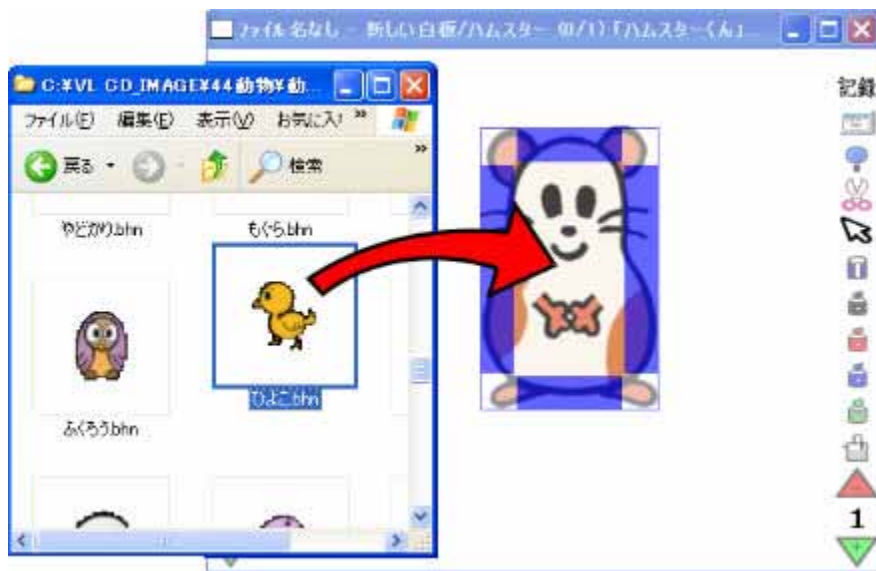 ファイル名なし - 新しい白板/ハムスター (0/1)「ハムスターくん」...
C:¥VL CD_IMAGE¥44動物¥動...
ファイル(F) 編集(E) 表示(V) お気に入 »
戻る 検索 »
記録
やどかり.bhn もぐら.bhn
ひよこ.bhn
ふくろう.bhn
1